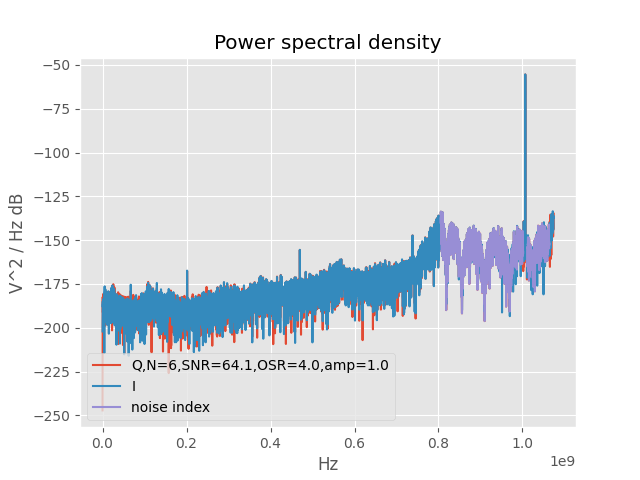 Power spectral density
V^2 / Hz dB
−50
−75
−100
−125
−150
−175
−200
−225
−250
Q,N=6,SNR=64.1,OSR=4.0,amp=1.0
I
noise index
0.0 0.2 0.4 0.6 0.8 1.0
1e9
Hz